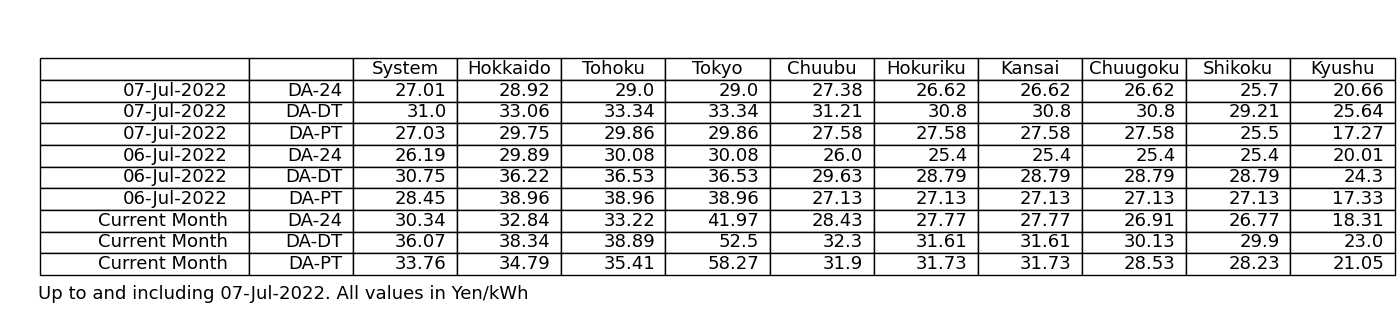 System Hokkaido Tohoku Tokyo Chuubu Hokuriku Kansai Chuugoku Shikoku Kyushu
07-Jul-2022 DA-24 27.01 28.92 29.0 29.0 27.38 26.62 26.62 26.62 25.7 20.66
07-Jul-2022 DA-DT 31.0 33.06 33.34 33.34 31.21 30.8 30.8 30.8 29.21 25.64
07-Jul-2022 DA-PT 27.03 29.75 29.86 29.86 27.58 27.58 27.58 27.58 25.5 17.27
06-Jul-2022 DA-24 26.19 29.89 30.08 30.08 26.0 25.4 25.4 25.4 25.4 20.01
06-Jul-2022 DA-DT 30.75 36.22 36.53 36.53 29.63 28.79 28.79 28.79 28.79 24.3
06-Jul-2022 DA-PT 28.45 38.96 38.96 38.96 27.13 27.13 27.13 27.13 27.13 17.33
Current Month DA-24 30.34 32.84 33.22 41.97 28.43 27.77 27.77 26.91 26.77 18.31
Current Month DA-DT 36.07 38.34 38.89 52.5 32.3 31.61 31.61 30.13 29.9 23.0
Current Month DA-PT 33.76 34.79 35.41 58.27 31.9 31.73 31.73 28.53 28.23 21.05
Up to and including 07-Jul-2022. All values in Yen/kWh